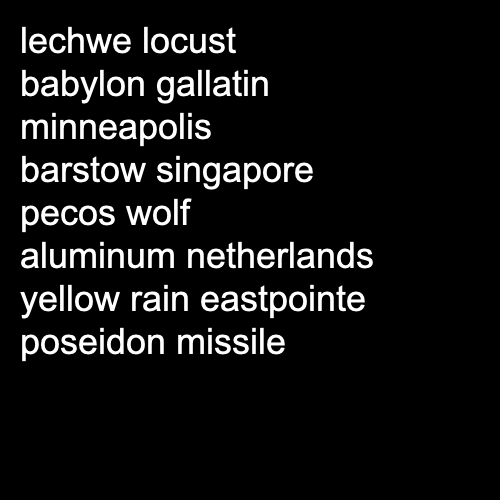 lechwe locust
babylon gallatin
minneapolis
barstow singapore
pecos wolf
aluminum netherlands
yellow rain eastpointe
poseidon missile